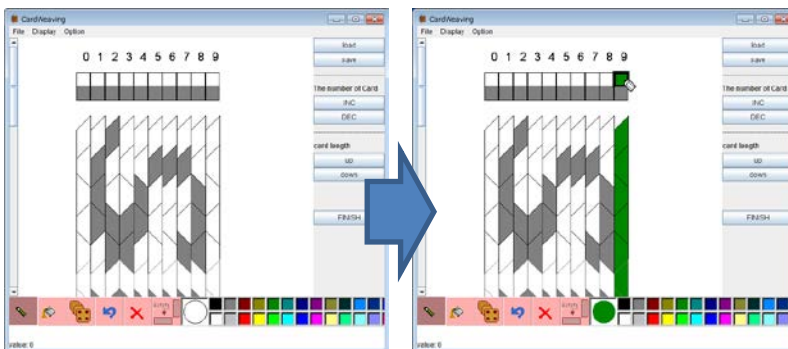 CardWeaving
File Display Option
0 1 2 3 4 5 6 7 8 9
load
save
The number of Card
INC
DEC
card length
up
down
FINISH
value: 0
CardWeaving
File Display Option
0 1 2 3 4 5 6 7 8 9
load
save
The number of Card
INC
DEC
card length
up
down
FINISH
value: 0